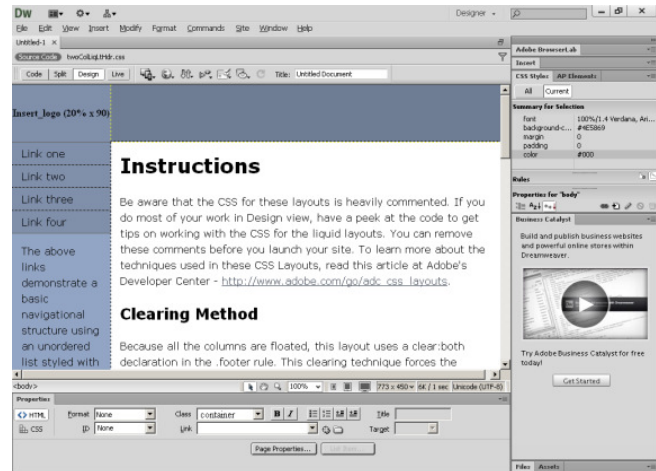 Dw
Designer
File Edit View Insert Modify Format Commands Site Window Help
Untitled-1
Source Code twoColLiqLtHdr.css
Code Split Design Live Title: Untitled Document
Insert_logo (20% x 90)
Link one
Link two
Link three
Link four
The above
links
demonstrate a
basic
navigational
structure using
an unordered
list styled with
Instructions
Be aware that the CSS for these layouts is heavily commented. If you
do most of your work in Design view, have a peek at the code to get
tips on working with the CSS for the liquid layouts. You can remove
these comments before you launch your site. To learn more about the
techniques used in these CSS Layouts, read this article at Adobe's
Developer Center - http://www.adobe.com/go/adc_css_layouts.
Clearing Method
Because all the columns are floated, this layout uses a clear:both
declaration in the .footer rule. This clearing technique forces the
<body> 100% 773 x 450 6K / 1 sec Unicode (UTF-8)
Properties
<> HTML Format None Class container B I Title
CSS ID None Link Target
Page Properties...
Adobe BrowserLab
Insert
CSS Styles AP Elements
All Current
Summary for Selection
font 100%/1.4 Verdana, Ari...
background-c... #4E5869
margin 0
padding 0
color #000
Rules
Properties for "body"
Business Catalyst
Build and publish business websites
and powerful online stores within
Dreamweaver.
Try Adobe Business Catalyst for free
today!
Get Started
Files Assets